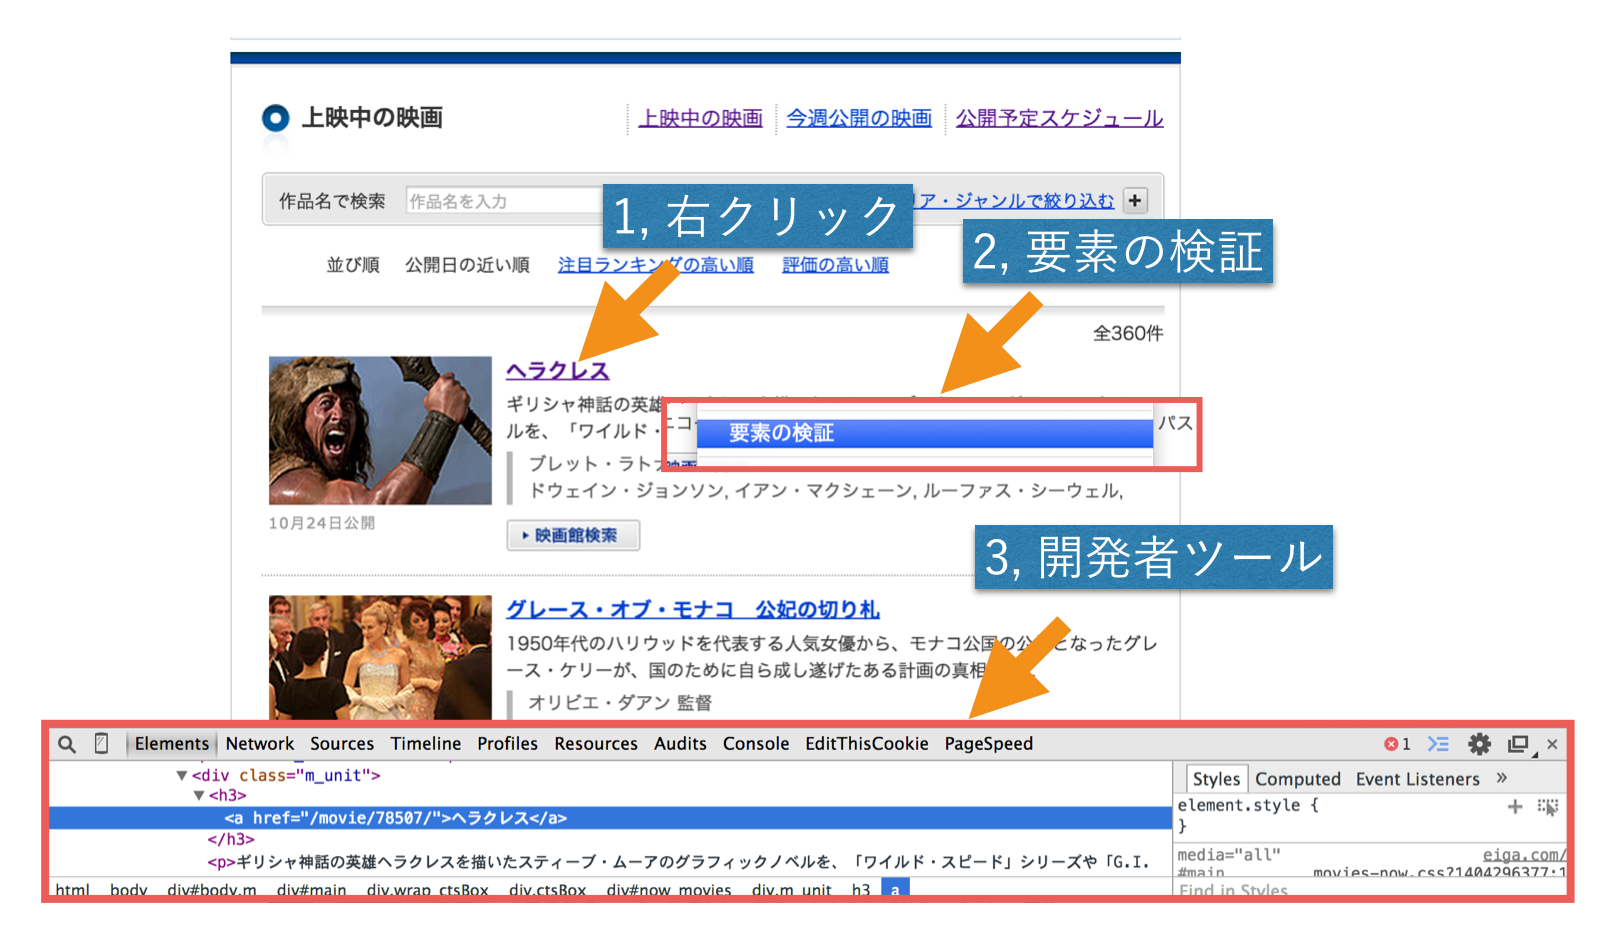 上映中の映画
上映中の映画 今週公開の映画 公開予定スケジュール
作品名で検索 作品名を入力
リア・ジャンルで絞り込む +
1, 右クリック
2, 要素の検証
並び順 公開日の近い順 注目ランキングの高い順 評価の高い順
全360件
ヘラクレス
ギリシャ神話の英雄
ルを、「ワイルド・
ニコー
パス
要素の検証
ブレット・ラト
映画
ドウェイン・ジョンソン, イアン・マクシェーン, ルーファス・シーウェル,
10月24日公開
映画館検索
3, 開発者ツール
グレース・オブ・モナコ 公妃の切り札
1950年代のハリウッドを代表する人気女優から、モナコ公国の公 となったグレ
ース・ケリーが、国のために自ら成し遂げたある計画の真相
オリビエ・ダアン 監督
Elements Network Sources Timeline Profiles Resources Audits Console EditThisCookie PageSpeed
1
<div class="m_unit">
<h3>
<a href="/movie/78507/">ヘラクレス</a>
</h3>
<p>ギリシャ神話の英雄ヘラクレスを描いたスティーブ・ムーアのグラフィックノベルを、「ワイルド・スピード」シリーズや「G.I.
html body div#body.m div#main div.wrap_ctsBox div.ctsBox div#now_movies div.m_unit h3 a
Styles Computed Event Listeners »
element.style {
}
media="all" eiga.com/
#main movies-now.css?1404296377:1
Find in Styles